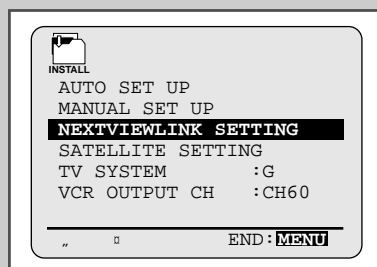 INSTALL
AUTO SET UP
MANUAL SET UP
NEXTVIEWLINK SETTING
SATELLITE SETTING
TV SYSTEM :G
VCR OUTPUT CH :CH60
„ ¤ END:MENU